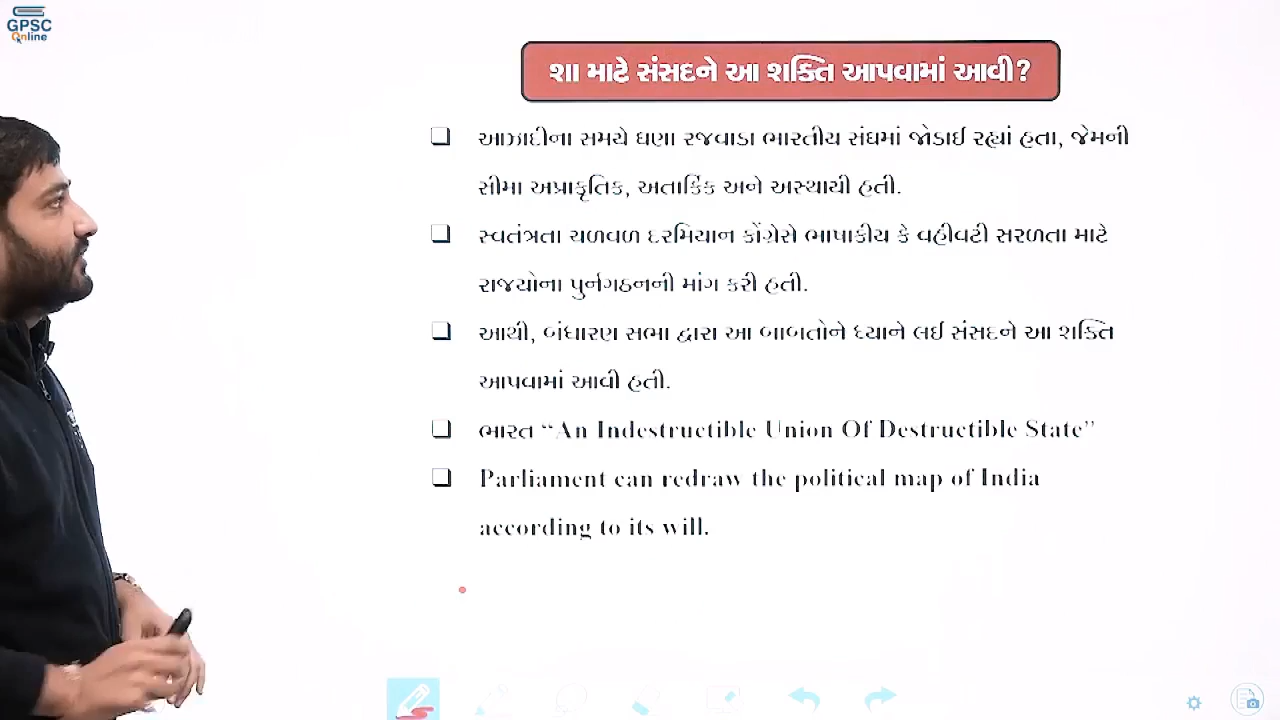 GPSC
Online
શા માટે સંસદને આ શક્તિ આપવામાં આવી?
આઝાદીના સમયે ઘણા રજવાડા ભારતીય સંઘમાં જોડાઈ રહ્યાં હતા, જેમની
સીમા અપ્રાકૃતિક, અતાર્કિક અને અસ્થાયી હતી.
સ્વતંત્રતા ચળવળ દરમિયાન કોંગ્રેસે ભાષાકીય કે વહીવટી સરળતા માટે
રાજ્યોના પુર્નગઠનની માંગ કરી હતી.
આથી, બંધારણ સભા દ્વારા આ બાબતોને ધ્યાને લઈ સંસદને આ શક્તિ
આપવામાં આવી હતી.
ભારત “An Indestructible Union Of Destructible State”
Parliament can redraw the political map of India
according to its will.